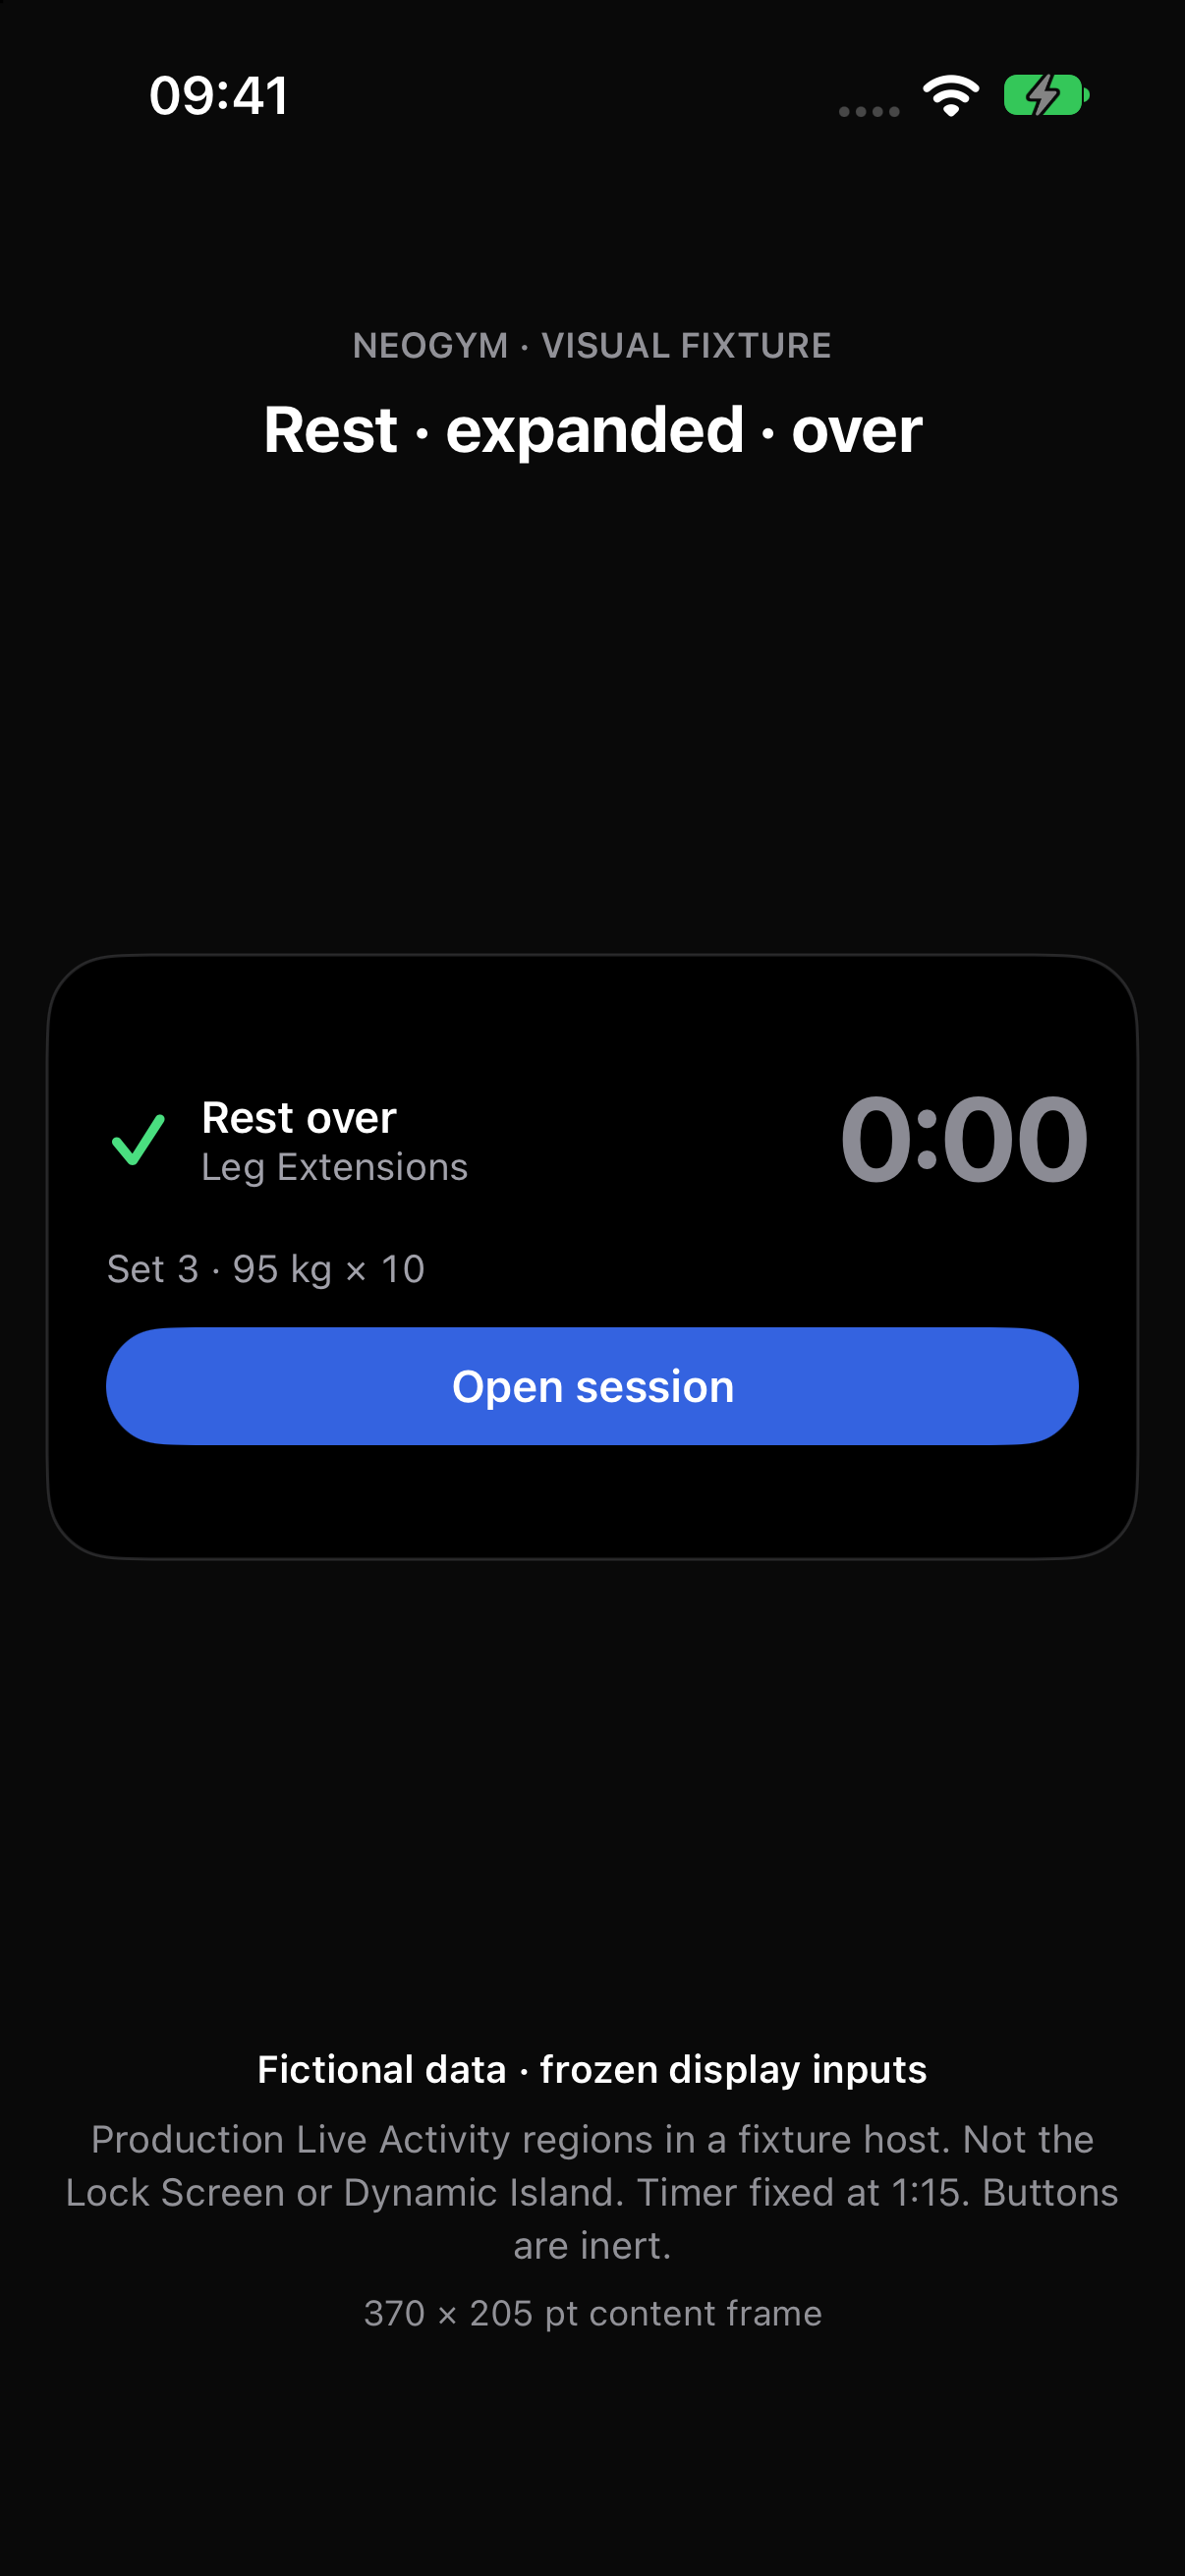 09:41
NEOGYM · VISUAL FIXTURE
Rest · expanded · over
Rest over
Leg Extensions
0:00
Set 3 · 95 kg × 10
Open session
Fictional data · frozen display inputs
Production Live Activity regions in a fixture host. Not the
Lock Screen or Dynamic Island. Timer fixed at 1:15. Buttons
are inert.
370 × 205 pt content frame